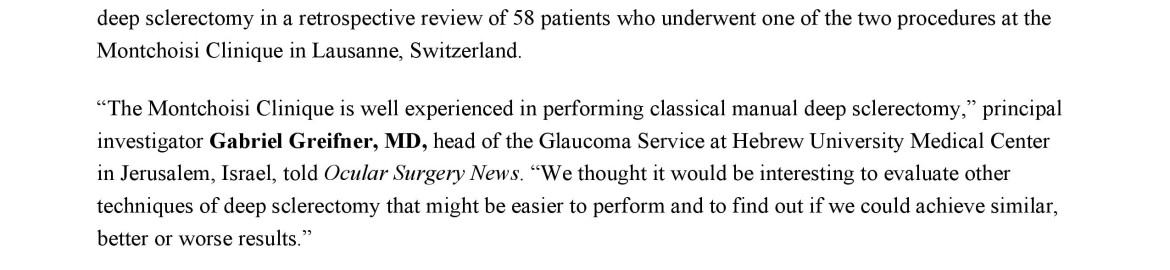 deep sclerectomy in a retrospective review of 58 patients who underwent one of the two procedures at the
Montchoisi Clinique in Lausanne, Switzerland.
“The Montchoisi Clinique is well experienced in performing classical manual deep sclerectomy,” principal
investigator Gabriel Greifner, MD, head of the Glaucoma Service at Hebrew University Medical Center
in Jerusalem, Israel, told Ocular Surgery News. “We thought it would be interesting to evaluate other
techniques of deep sclerectomy that might be easier to perform and to find out if we could achieve similar,
better or worse results.”